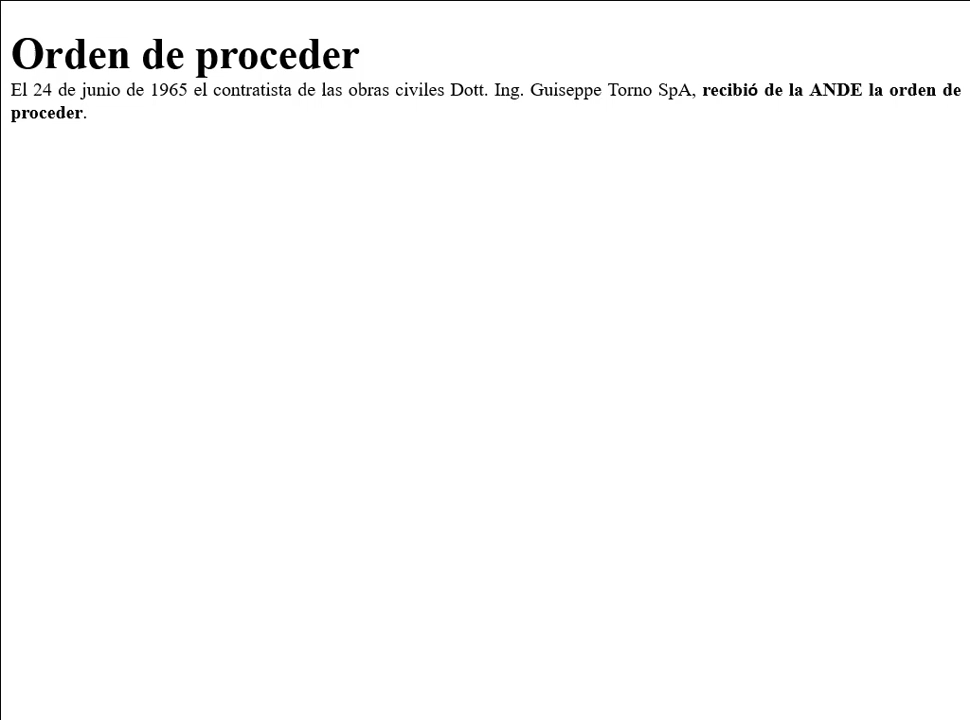 Orden de proceder
El 24 de junio de 1965 el contratista de las obras civiles Dott. Ing. Guiseppe Torno SpA, recibió de la ANDE la orden de
proceder.